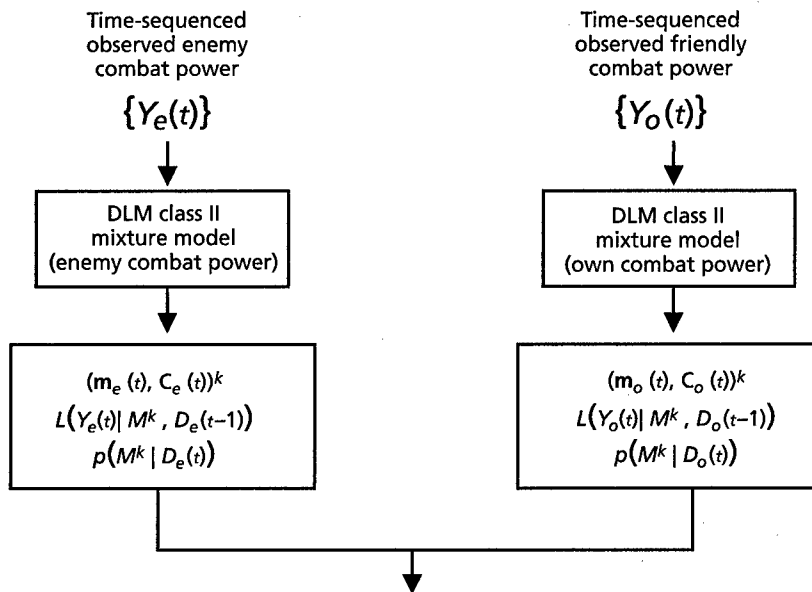 Time-sequenced
observed enemy
combat power
{Yₑ(t)}
DLM class II
mixture model
(enemy combat power)
(mₑ (t), Cₑ (t))ᵏ
L(Yₑ(t)| Mᵏ , Dₑ(t–1))
p(Mᵏ | Dₑ(t))
Time-sequenced
observed friendly
combat power
{Yₒ(t)}
DLM class II
mixture model
(own combat power)
(mₒ (t), Cₒ (t))ᵏ
L(Yₒ(t)| Mᵏ , Dₒ(t–1))
p(Mᵏ | Dₒ(t))